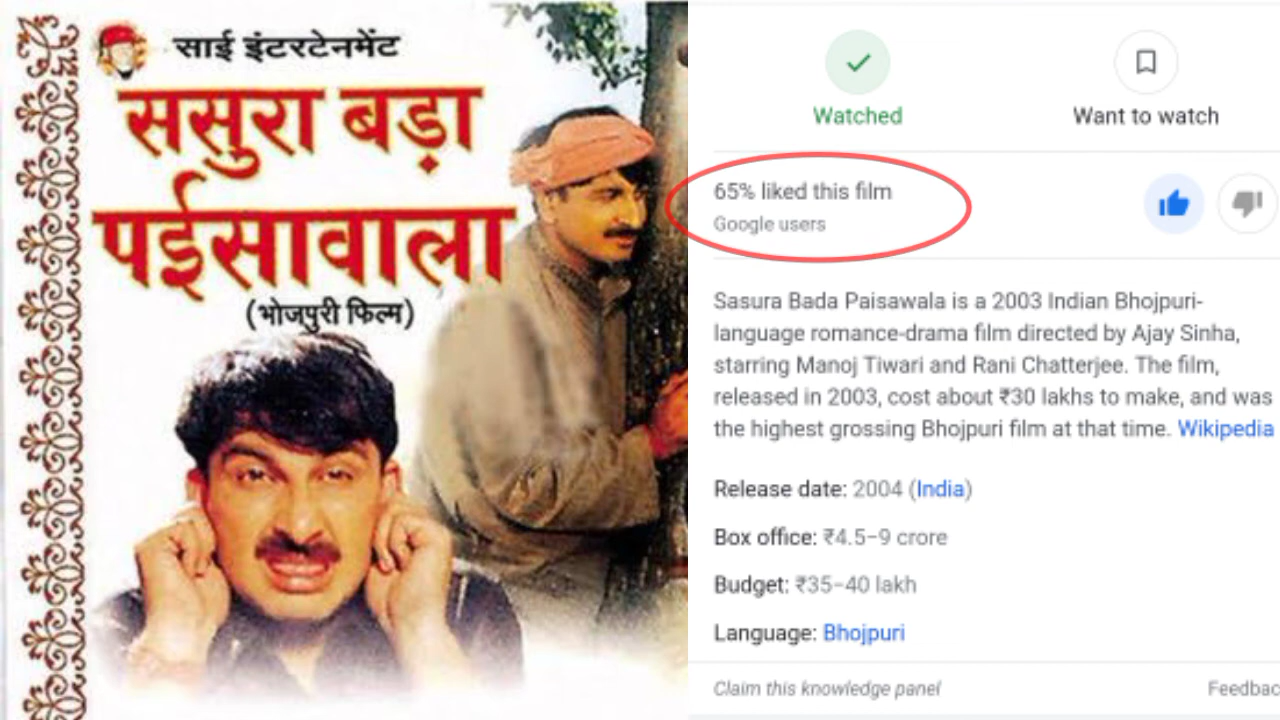 साई इंटरटेनमेंट
ससुरा बड़ा
पईसावाला
(भोजपुरी फिल्म)
Watched
Want to watch
65% liked this film
Google users
Sasura Bada Paisawala is a 2003 Indian Bhojpuri-
language romance-drama film directed by Ajay Sinha,
starring Manoj Tiwari and Rani Chatterjee. The film,
released in 2003, cost about ₹30 lakhs to make, and was
the highest grossing Bhojpuri film at that time. Wikipedia
Release date: 2004 (India)
Box office: ₹4.5–9 crore
Budget: ₹35–40 lakh
Language: Bhojpuri
Claim this knowledge panel
Feedbac